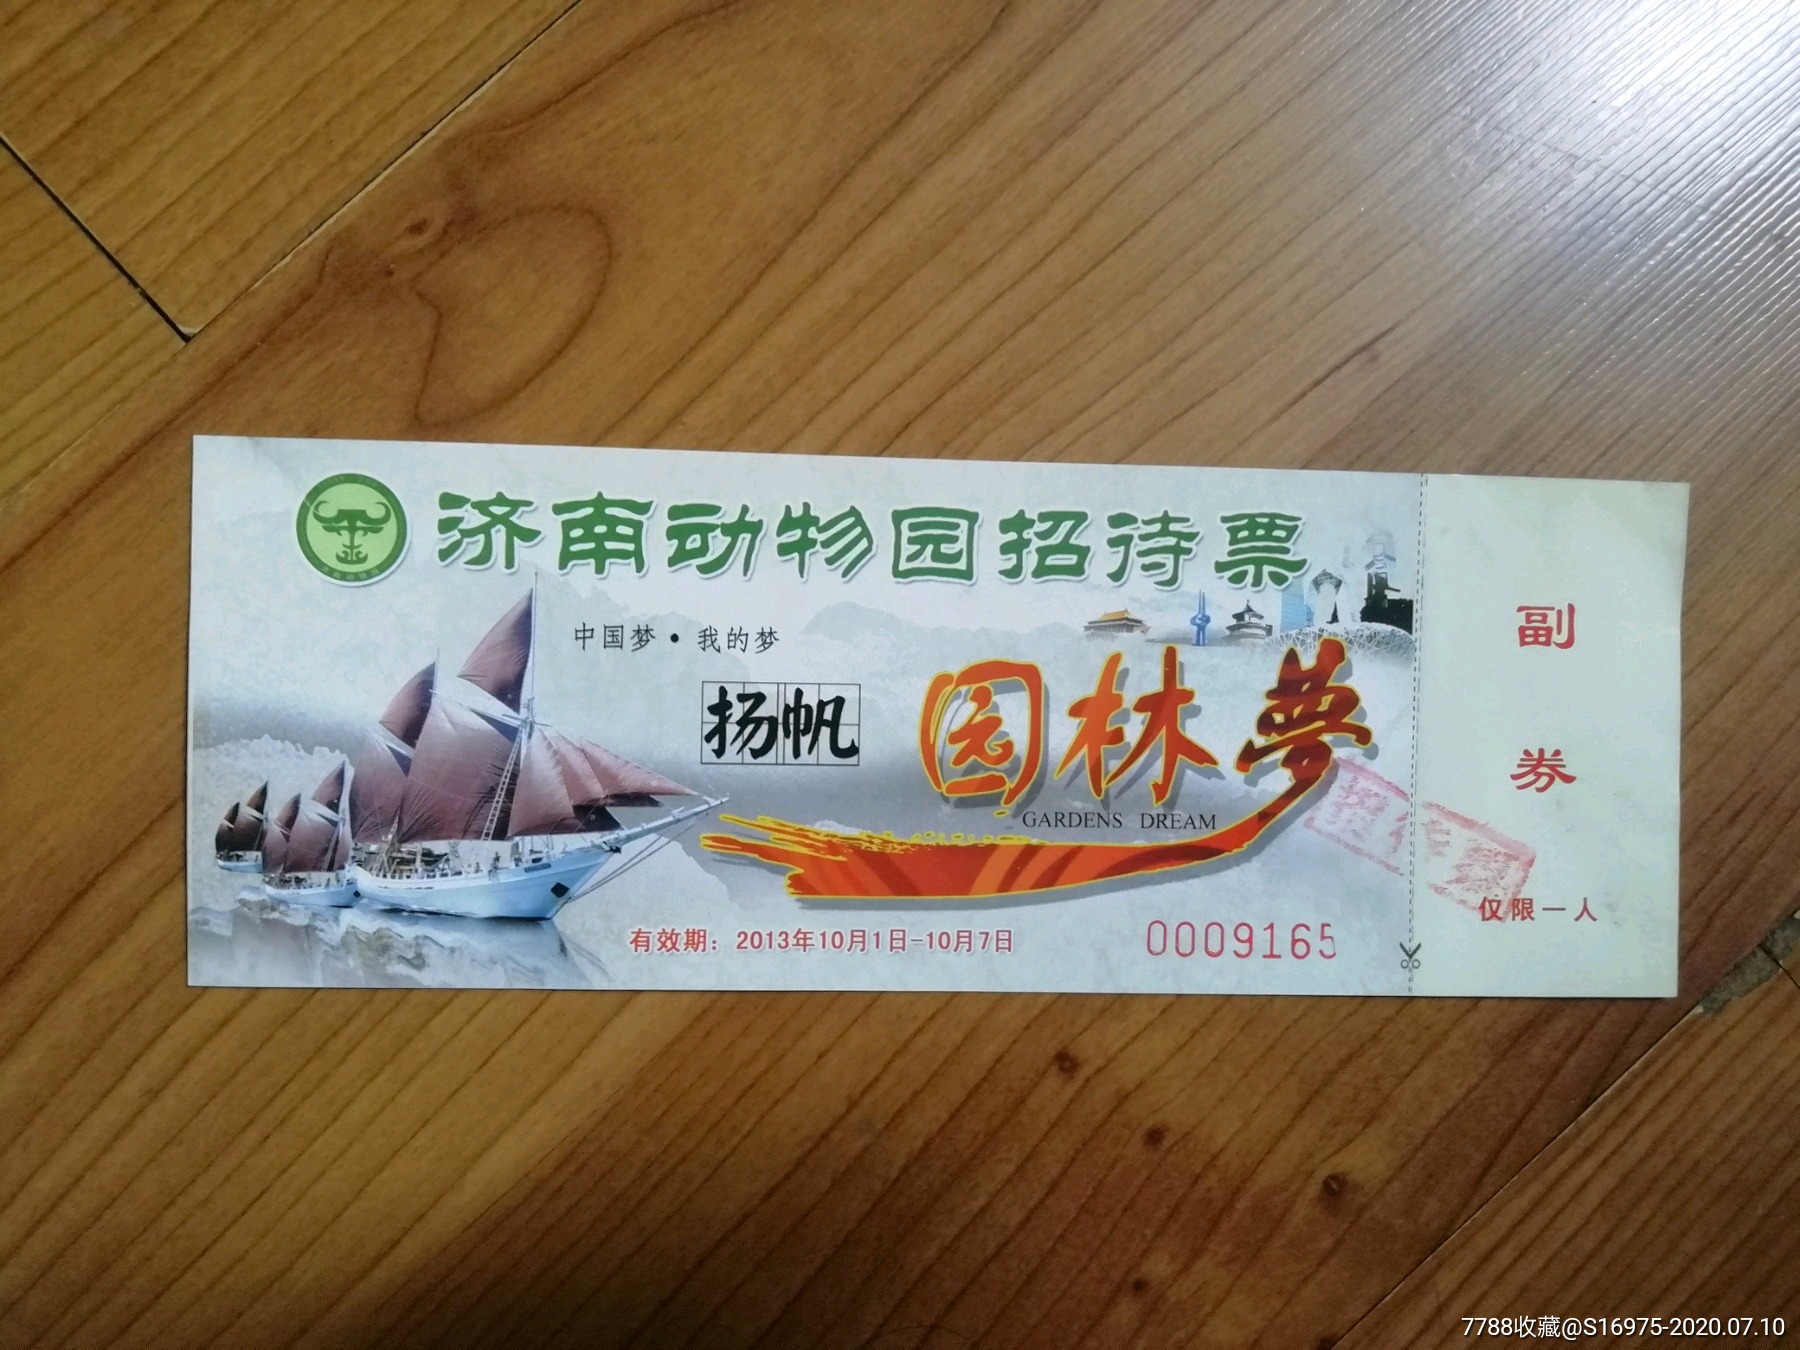 济南动物园招待票
中国梦·我的梦
扬帆
园林夢
GARDENS DREAM
有效期：2013年10月1日-10月7日
0009165
副
券
仅限一人
7788收藏@S16975-2020.07.10